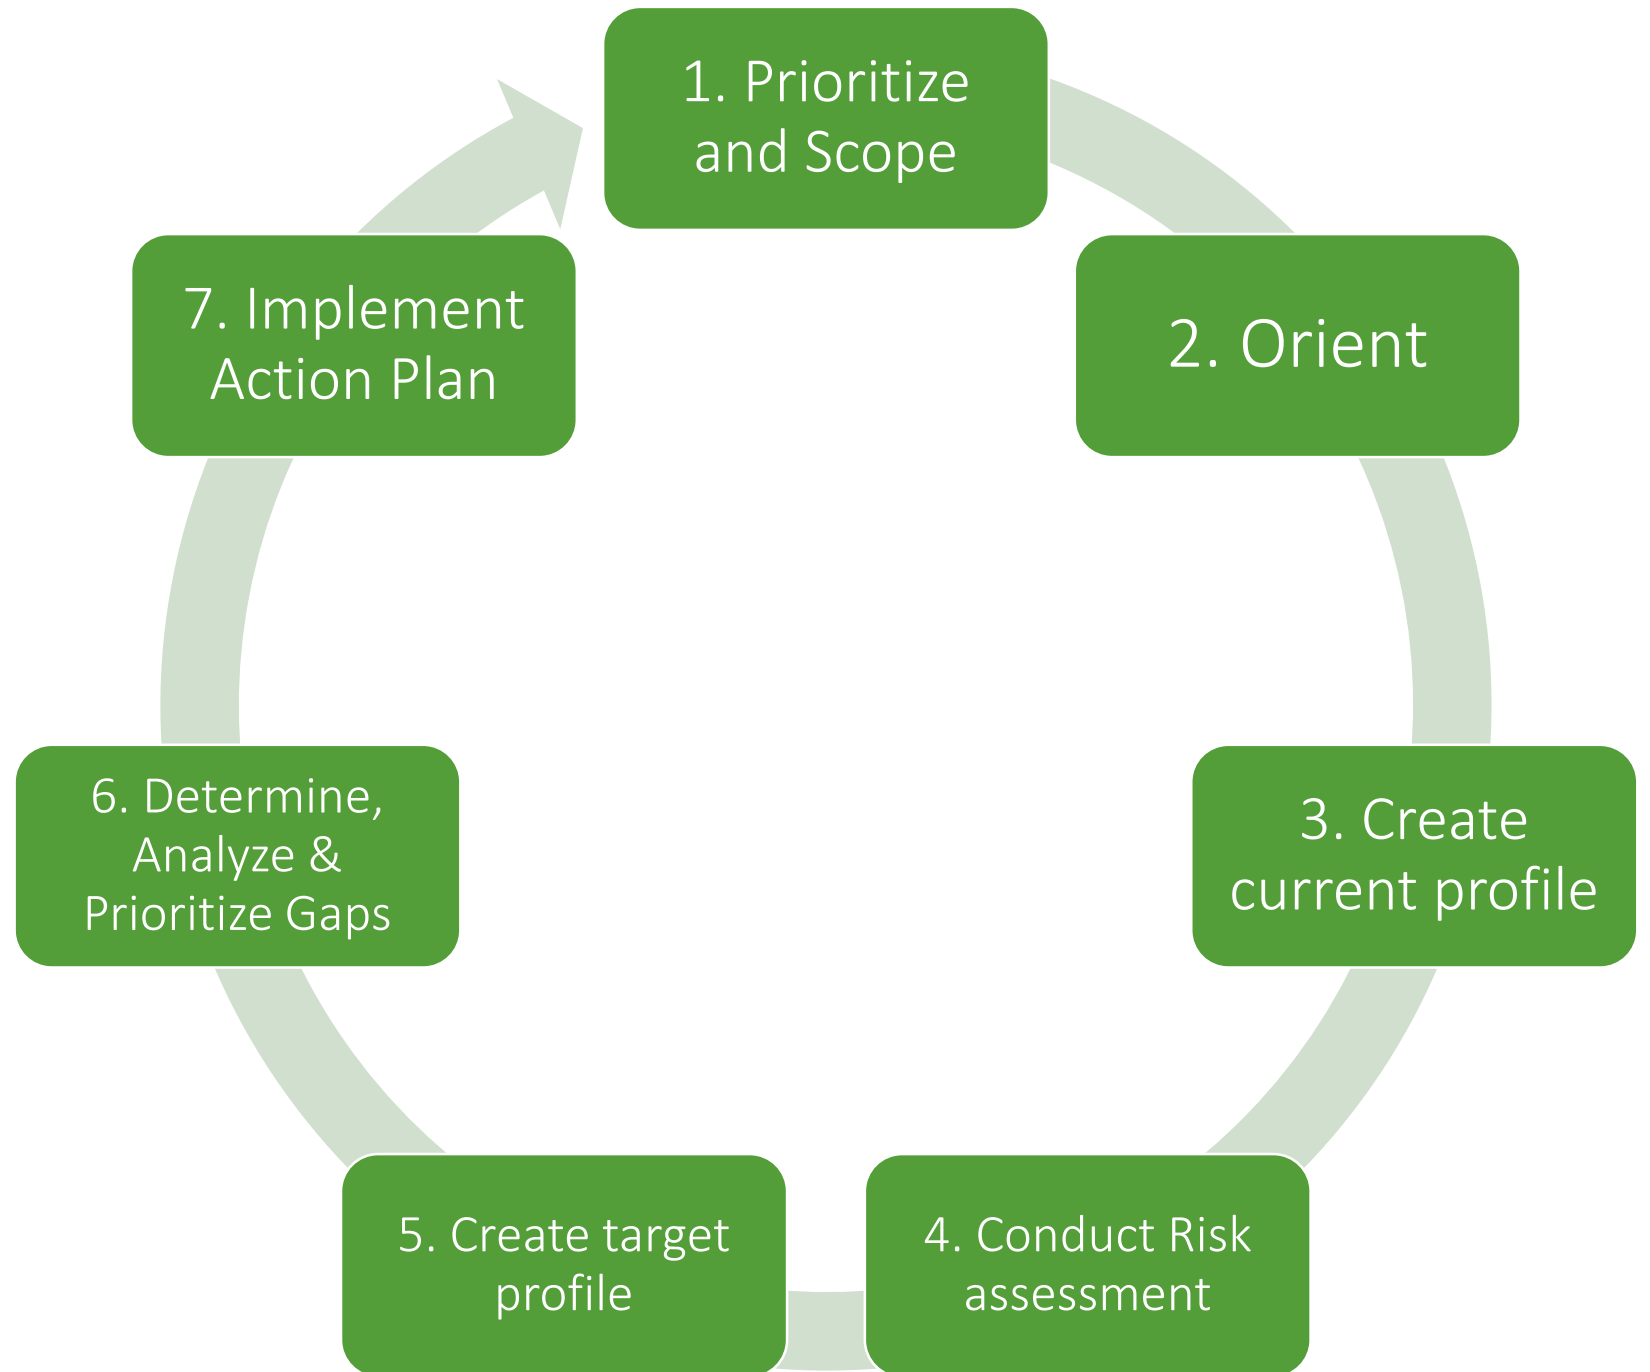 1. Prioritize
and Scope
2. Orient
3. Create
current profile
4. Conduct Risk
assessment
5. Create target
profile
6. Determine,
Analyze &
Prioritize Gaps
7. Implement
Action Plan